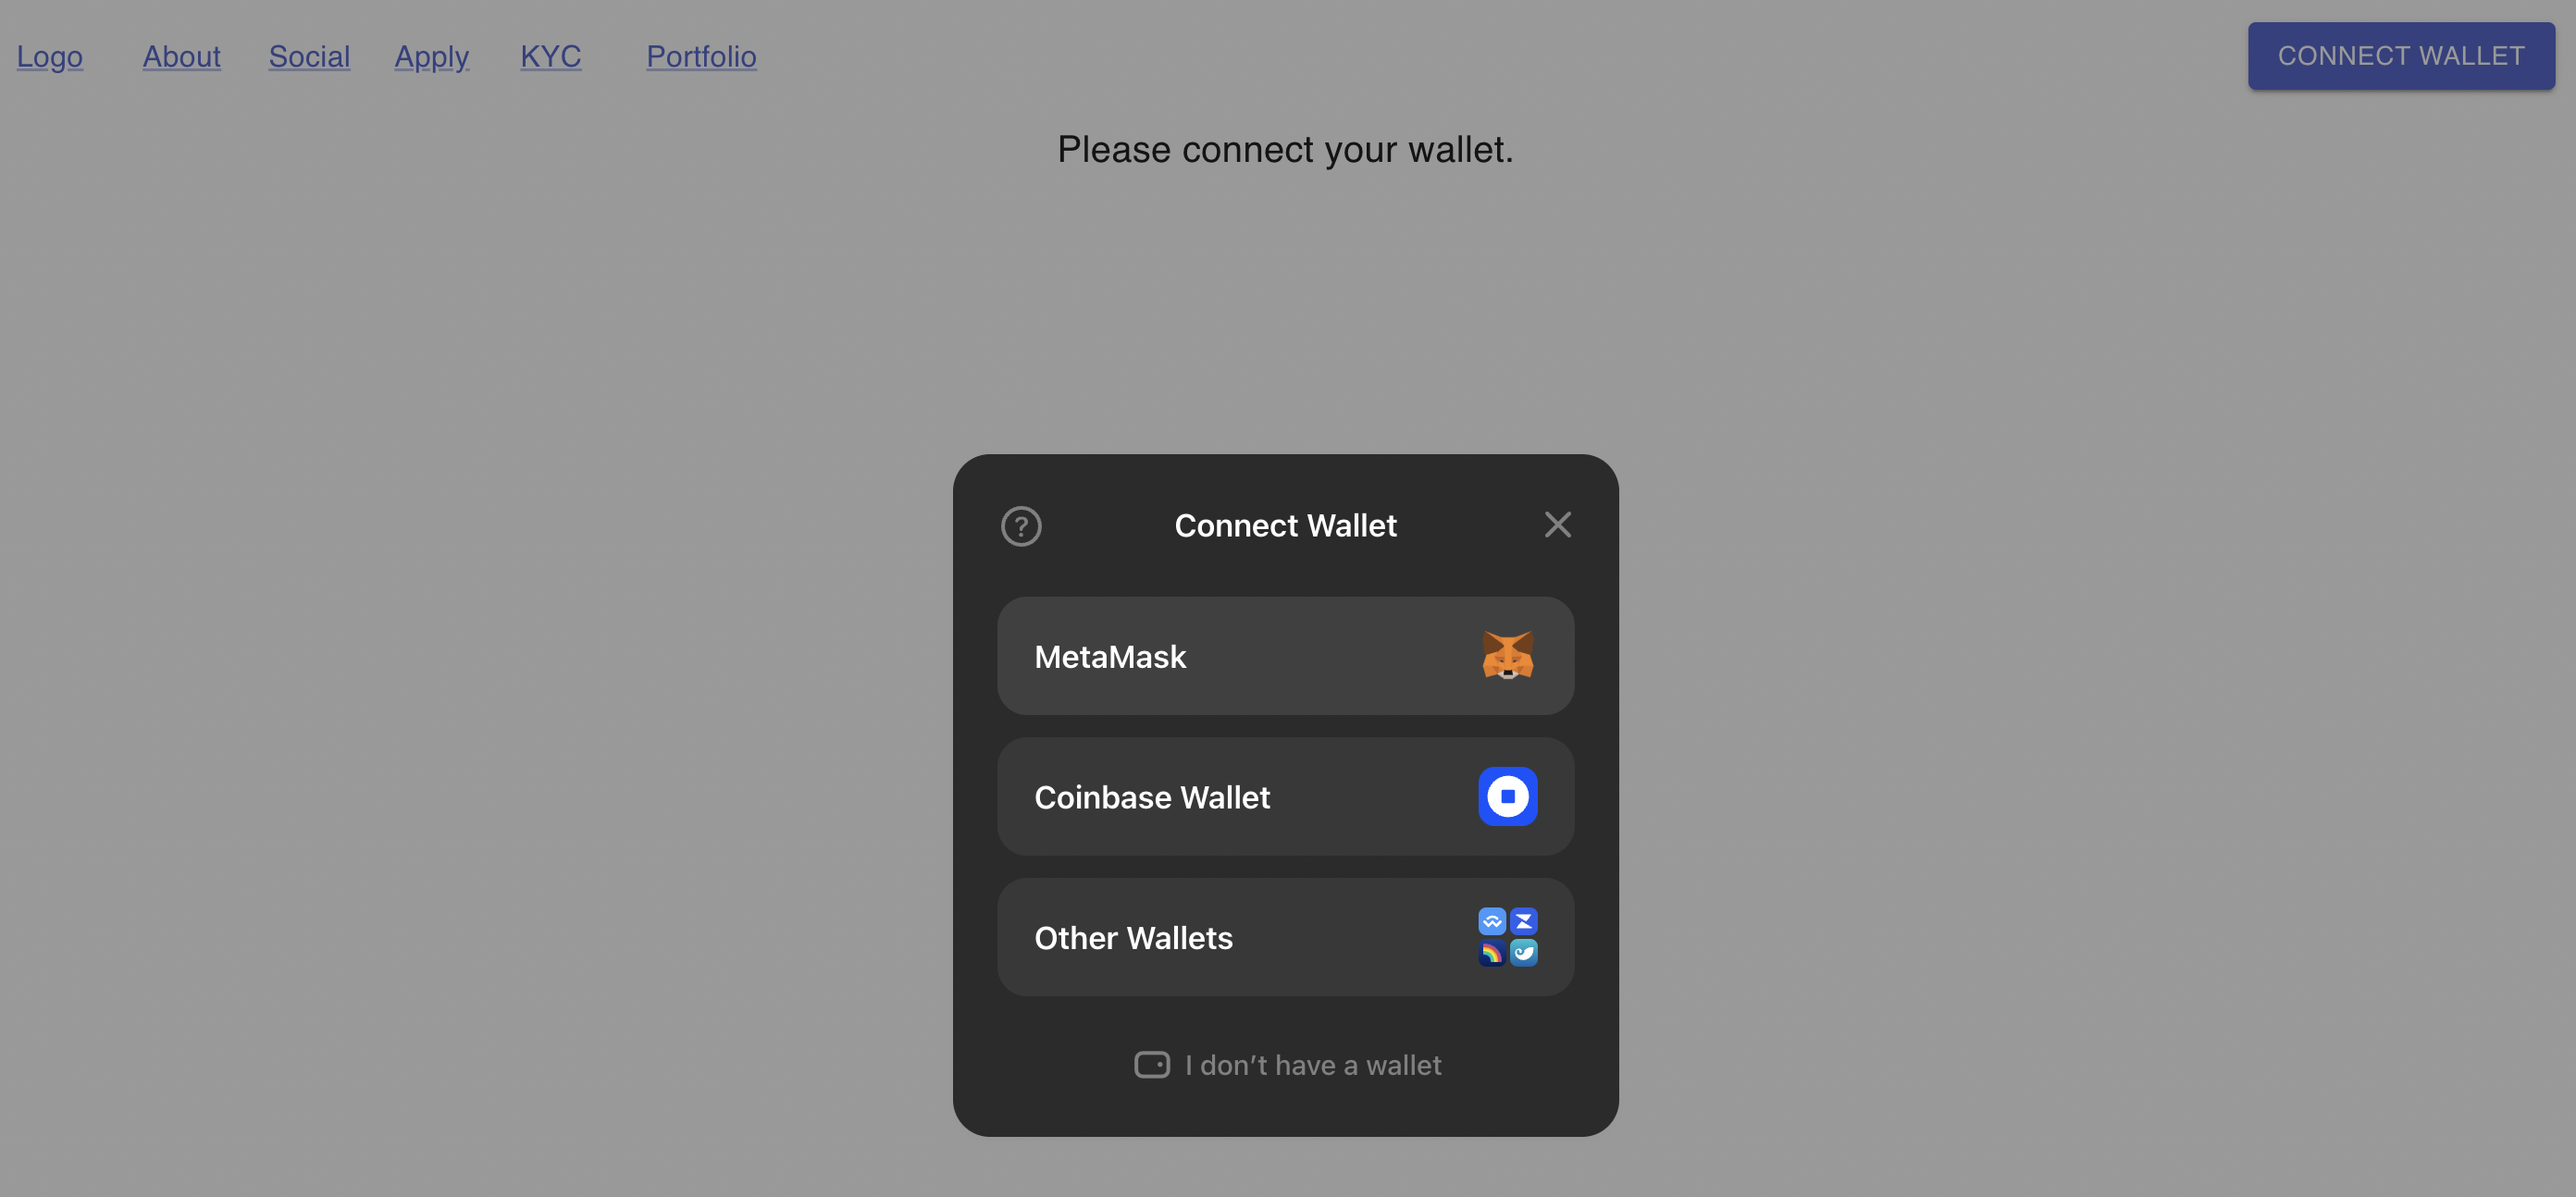 Logo About Social Apply KYC Portfolio CONNECT WALLET
Please connect your wallet.
? Connect Wallet
MetaMask
Coinbase Wallet
Other Wallets
I don’t have a wallet